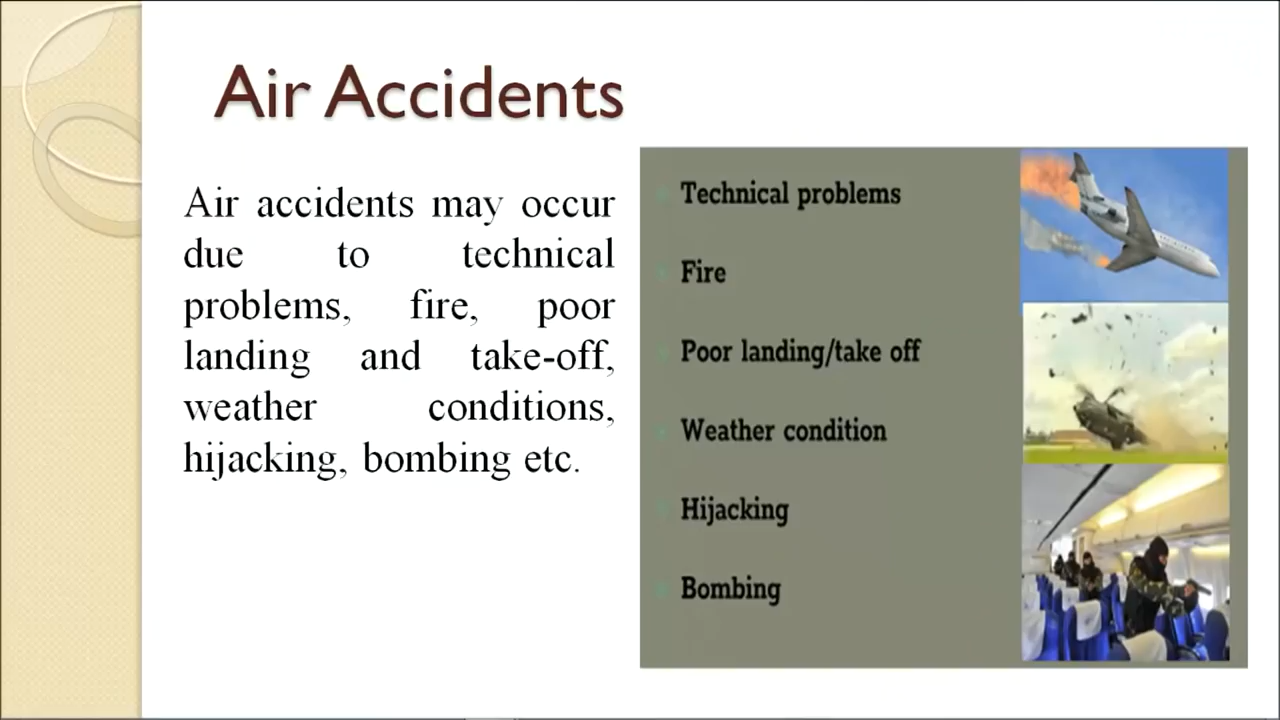 Air Accidents
Air accidents may occur
due to technical
problems, fire, poor
landing and take-off,
weather conditions,
hijacking, bombing etc.
Technical problems
Fire
Poor landing/take off
Weather condition
Hijacking
Bombing